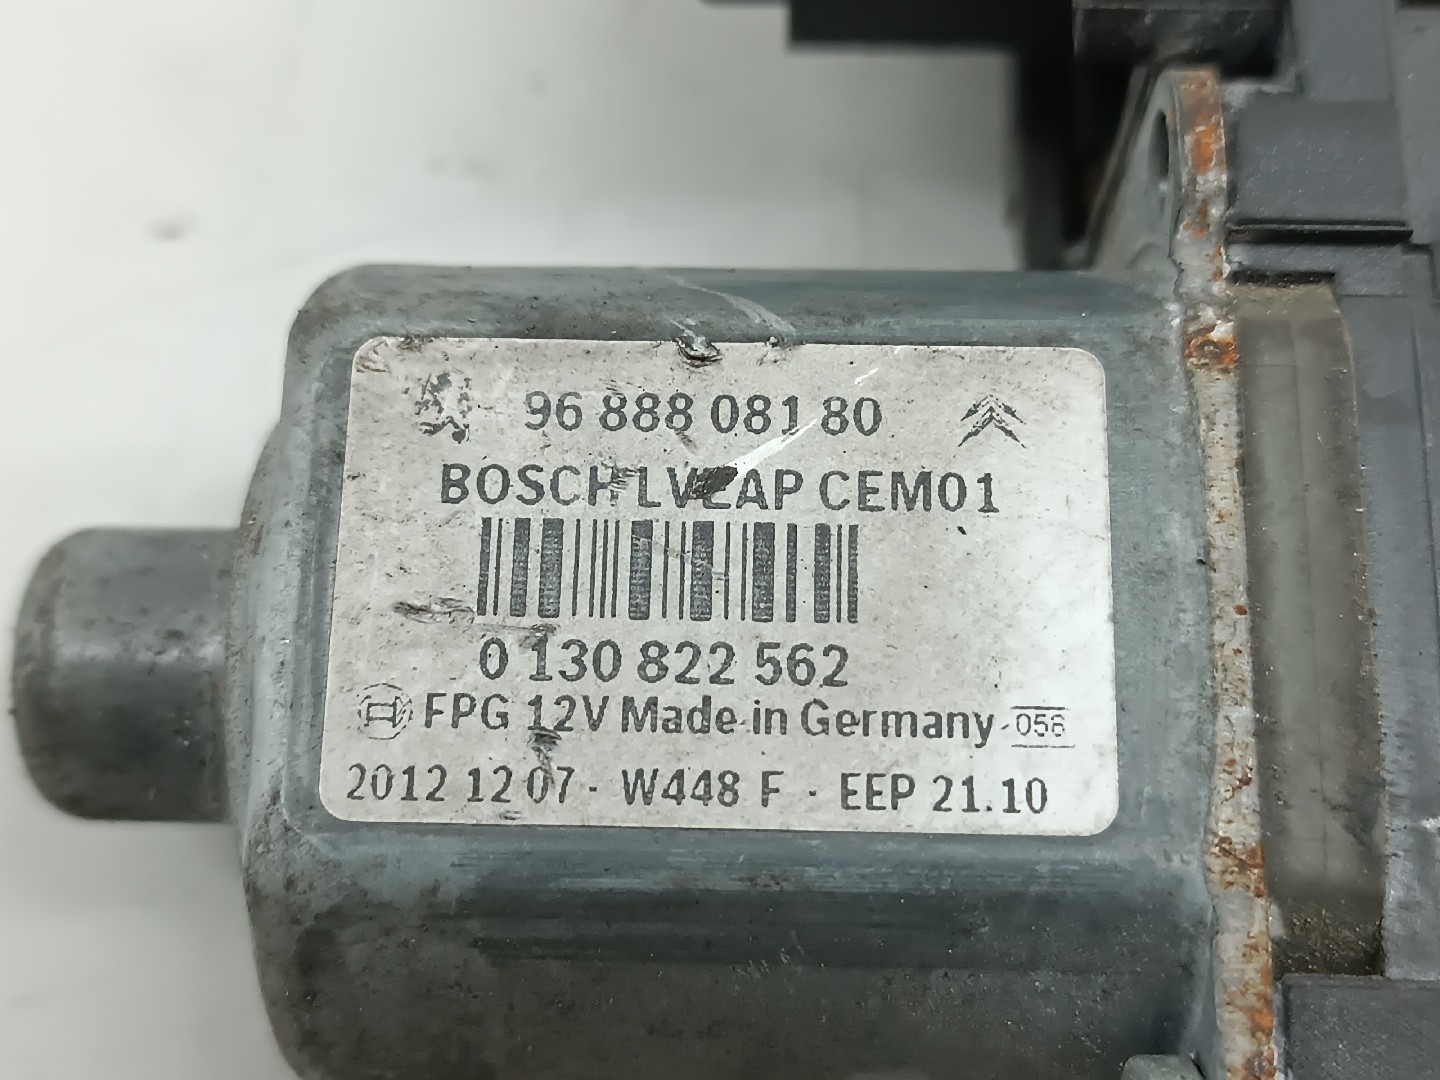 96 888 081 80
BOSCH CEM01
0 130 822 562
FPG 12V Made in Germany 056
2012 12 07 · W448 F · EEP 21.10